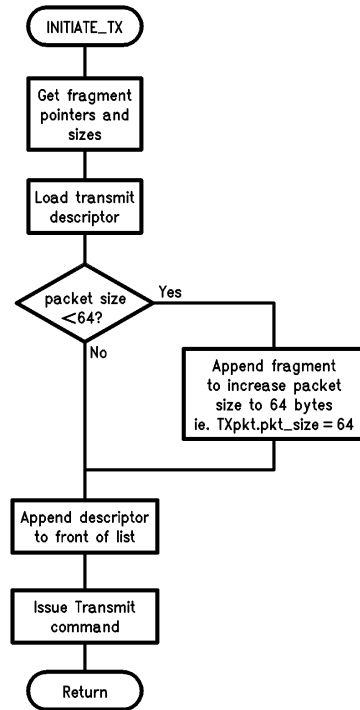 INITIATE_TX
Get fragment
pointers and
sizes
Load transmit
descriptor
packet size
<64?
Yes
No
Append fragment
to increase packet
size to 64 bytes
ie. TXpkt.pkt_size = 64
Append descriptor
to front of list
Issue Transmit
command
Return